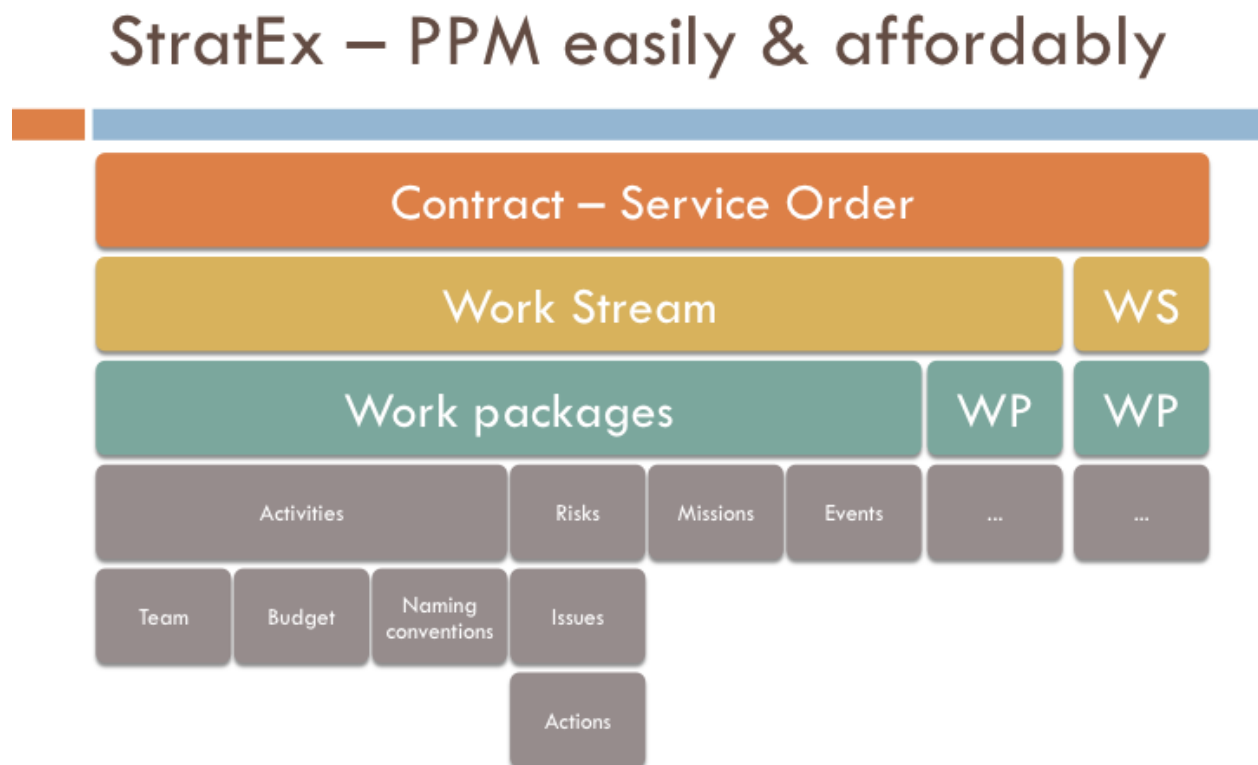 StratEx – PPM easily & affordably
Contract – Service Order
Work Stream
WS
Work packages
WP
WP
Activities
Risks
Missions
Events
...
...
Team
Budget
Naming
conventions
Issues
Actions